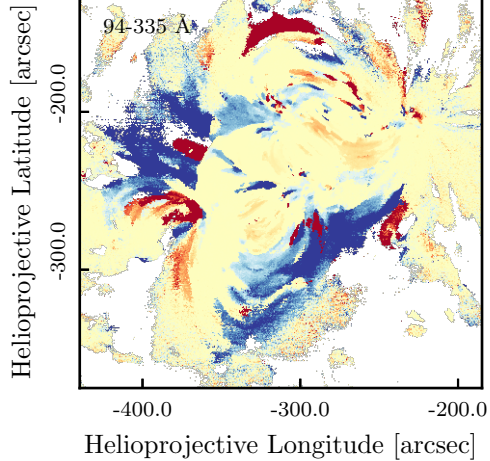 94-335 Å
Helioprojective Latitude [arcsec]
-200.0
-300.0
-400.0
-300.0
-200.0
Helioprojective Longitude [arcsec]